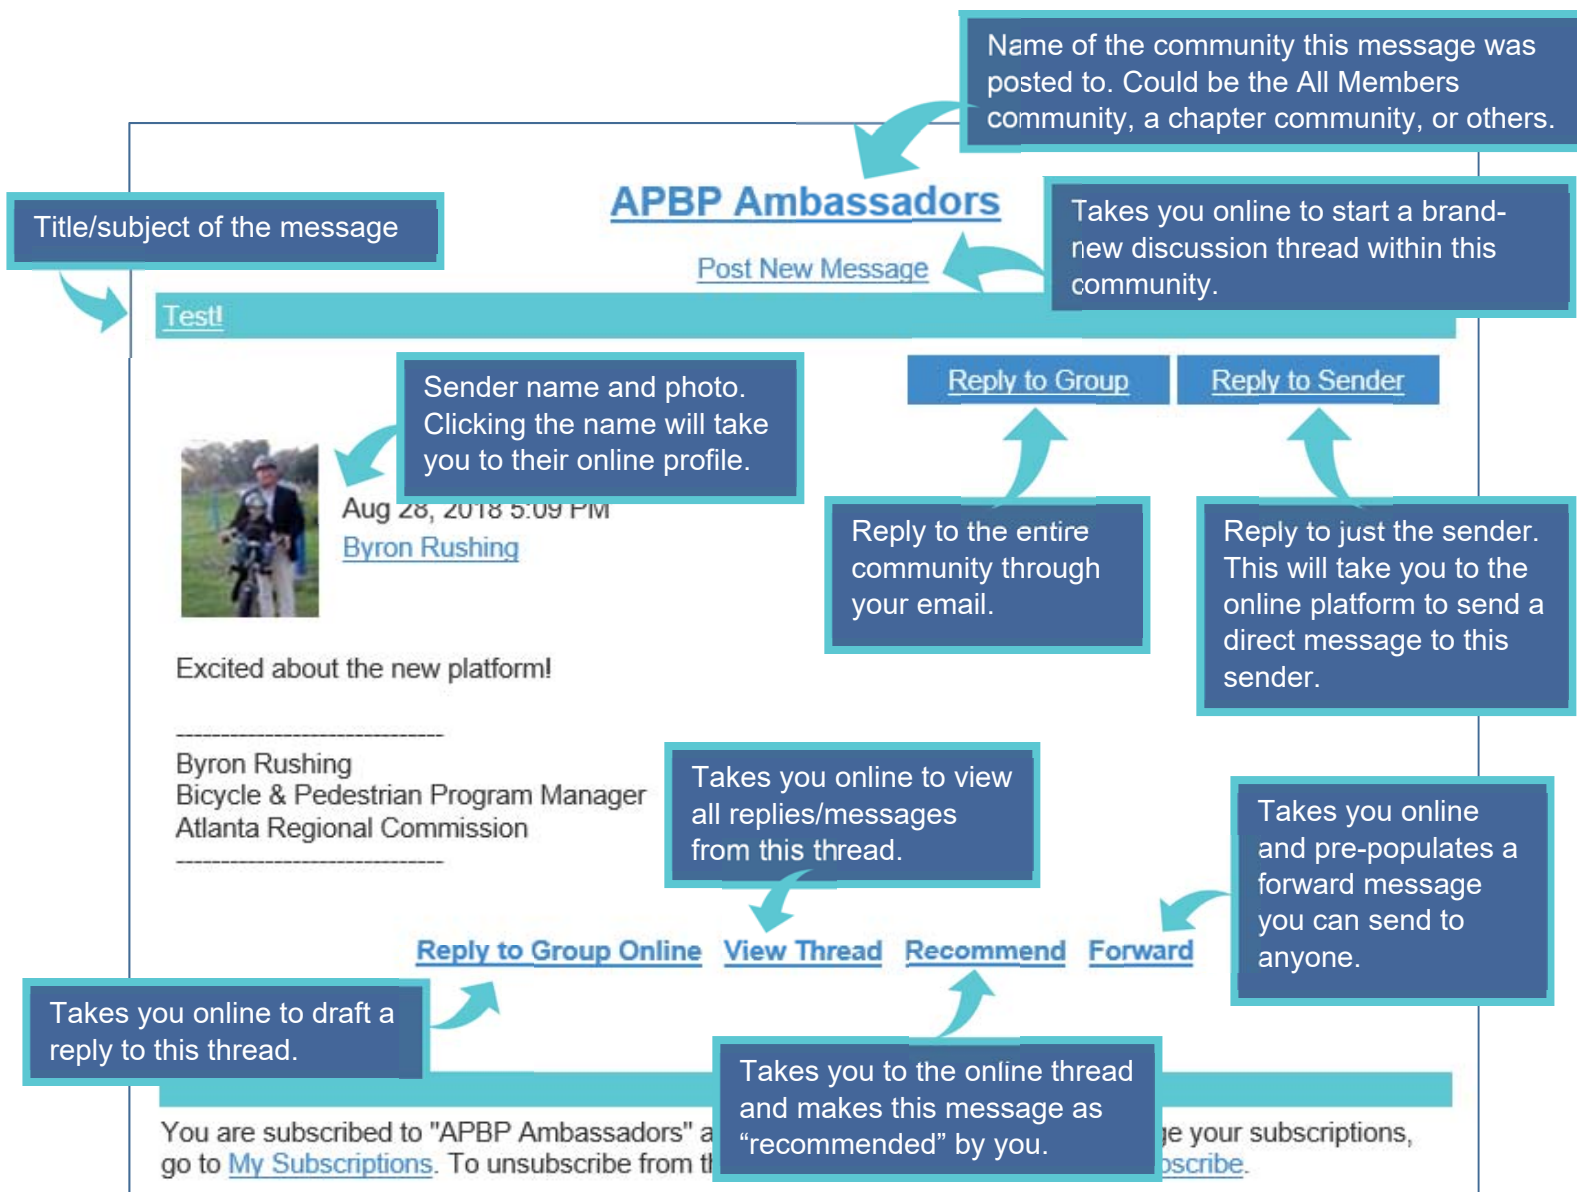 Name of the community this message was
posted to. Could be the All Members
community, a chapter community, or others.
APBP Ambassadors
Title/subject of the message
Takes you online to start a brand-
new discussion thread within this
community.
Post New Message
Test!
Reply to Group
Reply to Sender
Sender name and photo.
Clicking the name will take
you to their online profile.
Aug 28, 2018 5:09 PM
Byron Rushing
Reply to the entire
community through
your email.
Reply to just the sender.
This will take you to the
online platform to send a
direct message to this
sender.
Excited about the new platform!
------------------------------
Byron Rushing
Bicycle & Pedestrian Program Manager
Atlanta Regional Commission
------------------------------
Takes you online to view
all replies/messages
from this thread.
Takes you online
and pre-populates a
forward message
you can send to
anyone.
Reply to Group Online View Thread Recommend Forward
Takes you online to draft a
reply to this thread.
Takes you to the online thread
and makes this message as
“recommended” by you.
You are subscribed to "APBP Ambassadors" your subscriptions,
go to My Subscriptions. To unsubscribe from